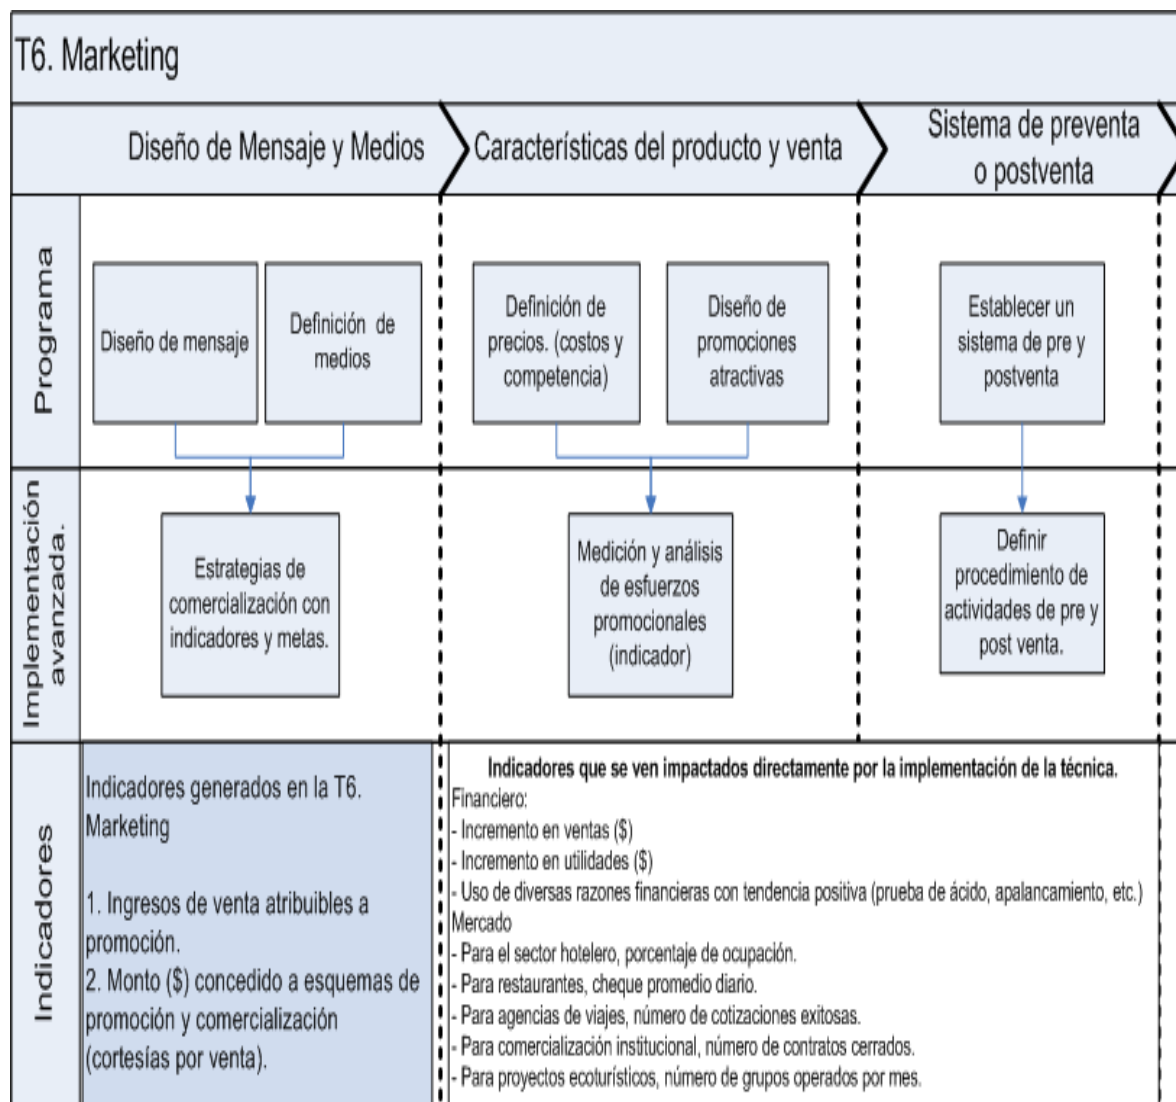 T6. Marketing
Diseño de Mensaje y Medios
Características del producto y venta
Sistema de preventa
o postventa
Programa
Diseño de mensaje
Definición de
medios
Definición de
precios. (costos y
competencia)
Diseño de
promociones
atractivas
Establecer un
sistema de pre y
postventa
Implementación
avanzada.
Estrategias de
comercialización con
indicadores y metas.
Medición y análisis
de esfuerzos
promocionales
(indicador)
Definir
procedimiento de
actividades de pre y
post venta.
Indicadores
Indicadores generados en la T6.
Marketing
1. Ingresos de venta atribuibles a
promoción.
2. Monto ($) concedido a esquemas de
promoción y comercialización
(cortesías por venta).
Indicadores que se ven impactados directamente por la implementación de la técnica.
Financiero:
- Incremento en ventas ($)
- Incremento en utilidades ($)
- Uso de diversas razones financieras con tendencia positiva (prueba de ácido, apalancamiento, etc.)
Mercado
- Para el sector hotelero, porcentaje de ocupación.
- Para restaurantes, cheque promedio diario.
- Para agencias de viajes, número de cotizaciones exitosas.
- Para comercialización institucional, número de contratos cerrados.
- Para proyectos ecoturísticos, número de grupos operados por mes.